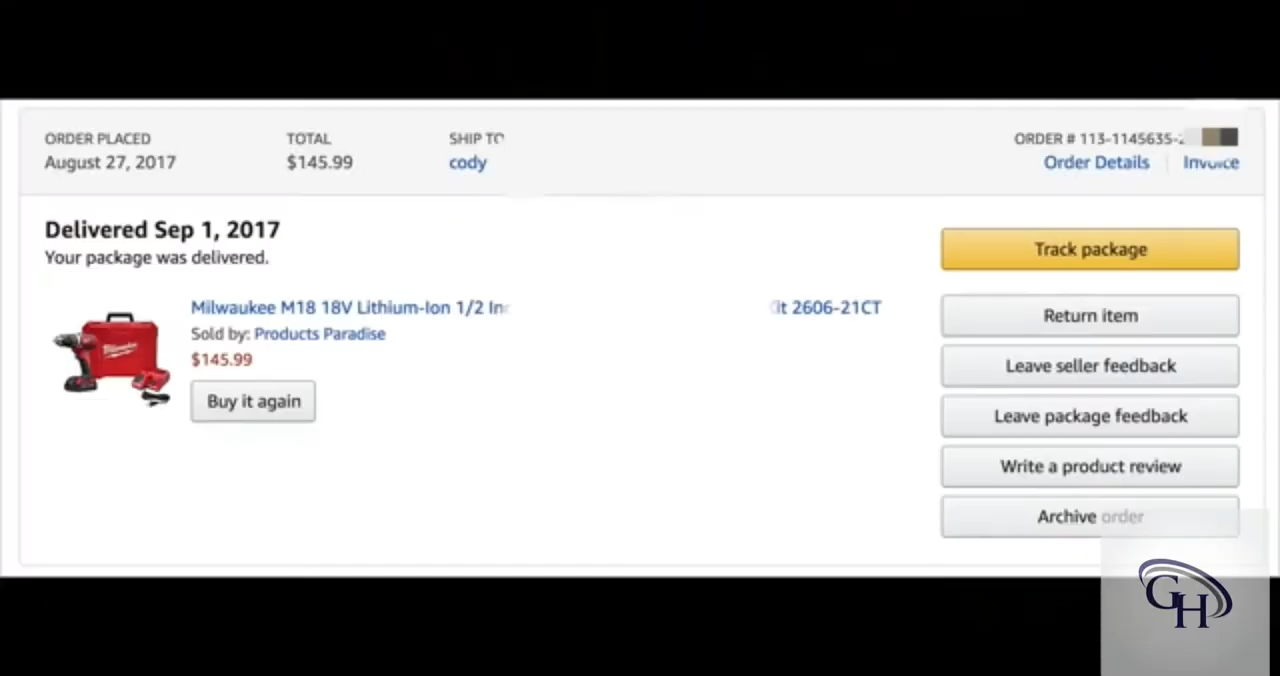 ORDER PLACED
TOTAL
SHIP TO
ORDER # 113-1145635-
August 27, 2017
$145.99
cody
Order Details
Invoice
Delivered Sep 1, 2017
Your package was delivered.
Track package
Milwaukee M18 18V Lithium-Ion 1/2 2606-21CT
Sold by: Products Paradise
$145.99
Buy it again
Milwaukee
Return item
Leave seller feedback
Leave package feedback
Write a product review
Archive order
GH